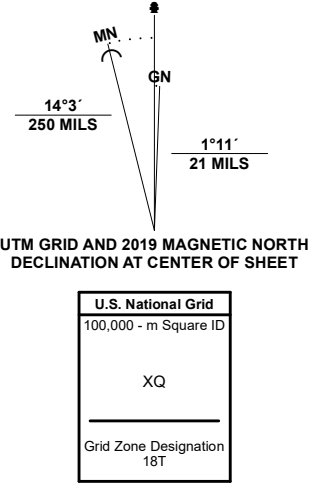 MN
GN
14°3´
250 MILS
1°11´
21 MILS
UTM GRID AND 2019 MAGNETIC NORTH
DECLINATION AT CENTER OF SHEET
U.S. National Grid
100,000 - m Square ID
XQ
Grid Zone Designation
18T